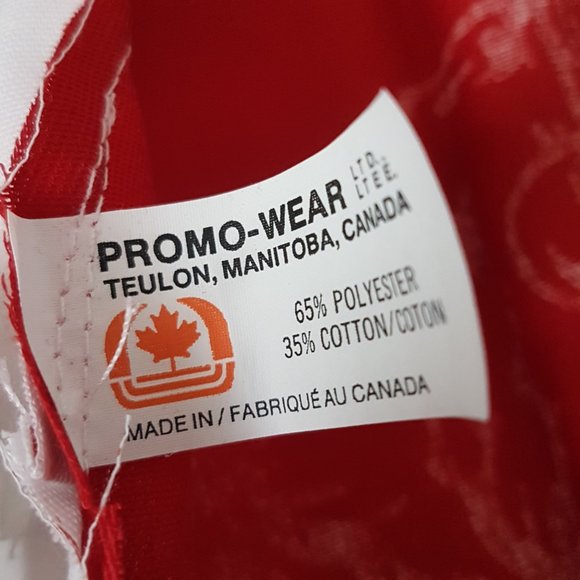 PROMO-WEAR LTD.
LTEE.
TEULON, MANITOBA, CANADA
65% POLYESTER
35% COTTON/COTON
MADE IN / FABRIQUÉ AU CANADA